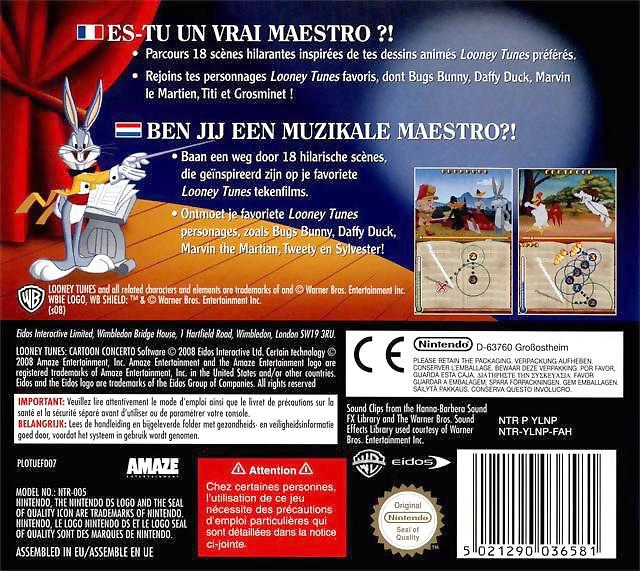 ES-TU UN VRAI MAESTRO ?!
• Parcours 18 scènes hilarantes inspirées de tes dessins animés Looney Tunes préférés.
• Rejoins tes personnages Looney Tunes favoris, dont Bugs Bunny, Daffy Duck, Marvin
le Martien, Titi et Grosminet !
BEN JIJ EEN MUZIKALE MAESTRO?!
• Baan een weg door 18 hilarische scènes,
die geïnspireerd zijn op je favoriete
Looney Tunes tekenfilms.
• Ontmoet je favoriete Looney Tunes
personages, zoals Bugs Bunny, Daffy Duck,
Marvin the Martian, Tweety en Sylvester!
WB
LOONEY TUNES and all related characters and elements are trademarks of and © Warner Bros. Entertainment Inc.
WBIE LOGO, WB SHIELD: ™ & © Warner Bros. Entertainment Inc.
(s08)
Eidos Interactive Limited, Wimbledon Bridge House, 1 Hartfield Road, Wimbledon, London SW19 3RU.
LOONEY TUNES: CARTOON CONCERTO Software © 2008 Eidos Interactive Ltd. Certain technology ©
2008 Amaze Entertainment, Inc. Amaze Entertainment and the Amaze Entertainment logo are
registered trademarks of Amaze Entertainment, Inc. in the United States and/or other countries.
Eidos and the Eidos logo are trademarks of the Eidos Group of Companies. All rights reserved
IMPORTANT: Veuillez lire attentivement le mode d'emploi ainsi que le livret de précautions sur la
santé et la sécurité séparé avant d'utiliser ou de paramétrer votre console.
BELANGRIJK: Lees de handleiding en bijgeleverde folder met gezondheids- en veiligheidsinformatie
goed door, voordat het systeem in gebruik wordt genomen.
CE
Nintendo D-63760 Großostheim
PLEASE RETAIN THE PACKAGING. VERPACKUNG AUFHEBEN.
CONSERVER L'EMBALLAGE. BEWAAR DEZE VERPAKKING. POR FAVOR,
GUARDA ESTA CAJA. ΔΙΑΤΗΡΕΙΤΕ ΤΗΝ ΣΥΣΚΕΥΑΣΙΑ. FAVOR
GUARDAR A EMBALAGEM. SPARA FÖRPACKNINGEN. GEM EMBALLAGEN.
SÄILYTÄ PAKKAUS. CONSERVA QUESTO INVOLUCRO.
Sound Clips from the Hanna-Barbera Sound
FX Library and The Warner Bros. Sound
Effects Library used courtesy of Warner
Bros. Entertainment Inc.
NTR P YLNP
NTR-YLNP-FAH
PLOTUEFD07
AMAZE
ENTERTAINMENT
MODEL NO.: NTR-005
NINTENDO, THE NINTENDO DS LOGO AND THE SEAL
OF QUALITY ICON ARE TRADEMARKS OF NINTENDO.
NINTENDO, LE LOGO NINTENDO DS ET LE LOGO SEAL
OF QUALITY SONT DES MARQUES DE NINTENDO.
ASSEMBLED IN EU/ASSEMBLE EN UE
Attention
Chez certaines personnes,
l'utilisation de ce jeu
nécessite des précautions
d'emploi particulières qui
sont détaillées dans la notice
ci-jointe.
WB
eidos
Original
Nintendo
Seal of
Quality
TM
5 021290 036581